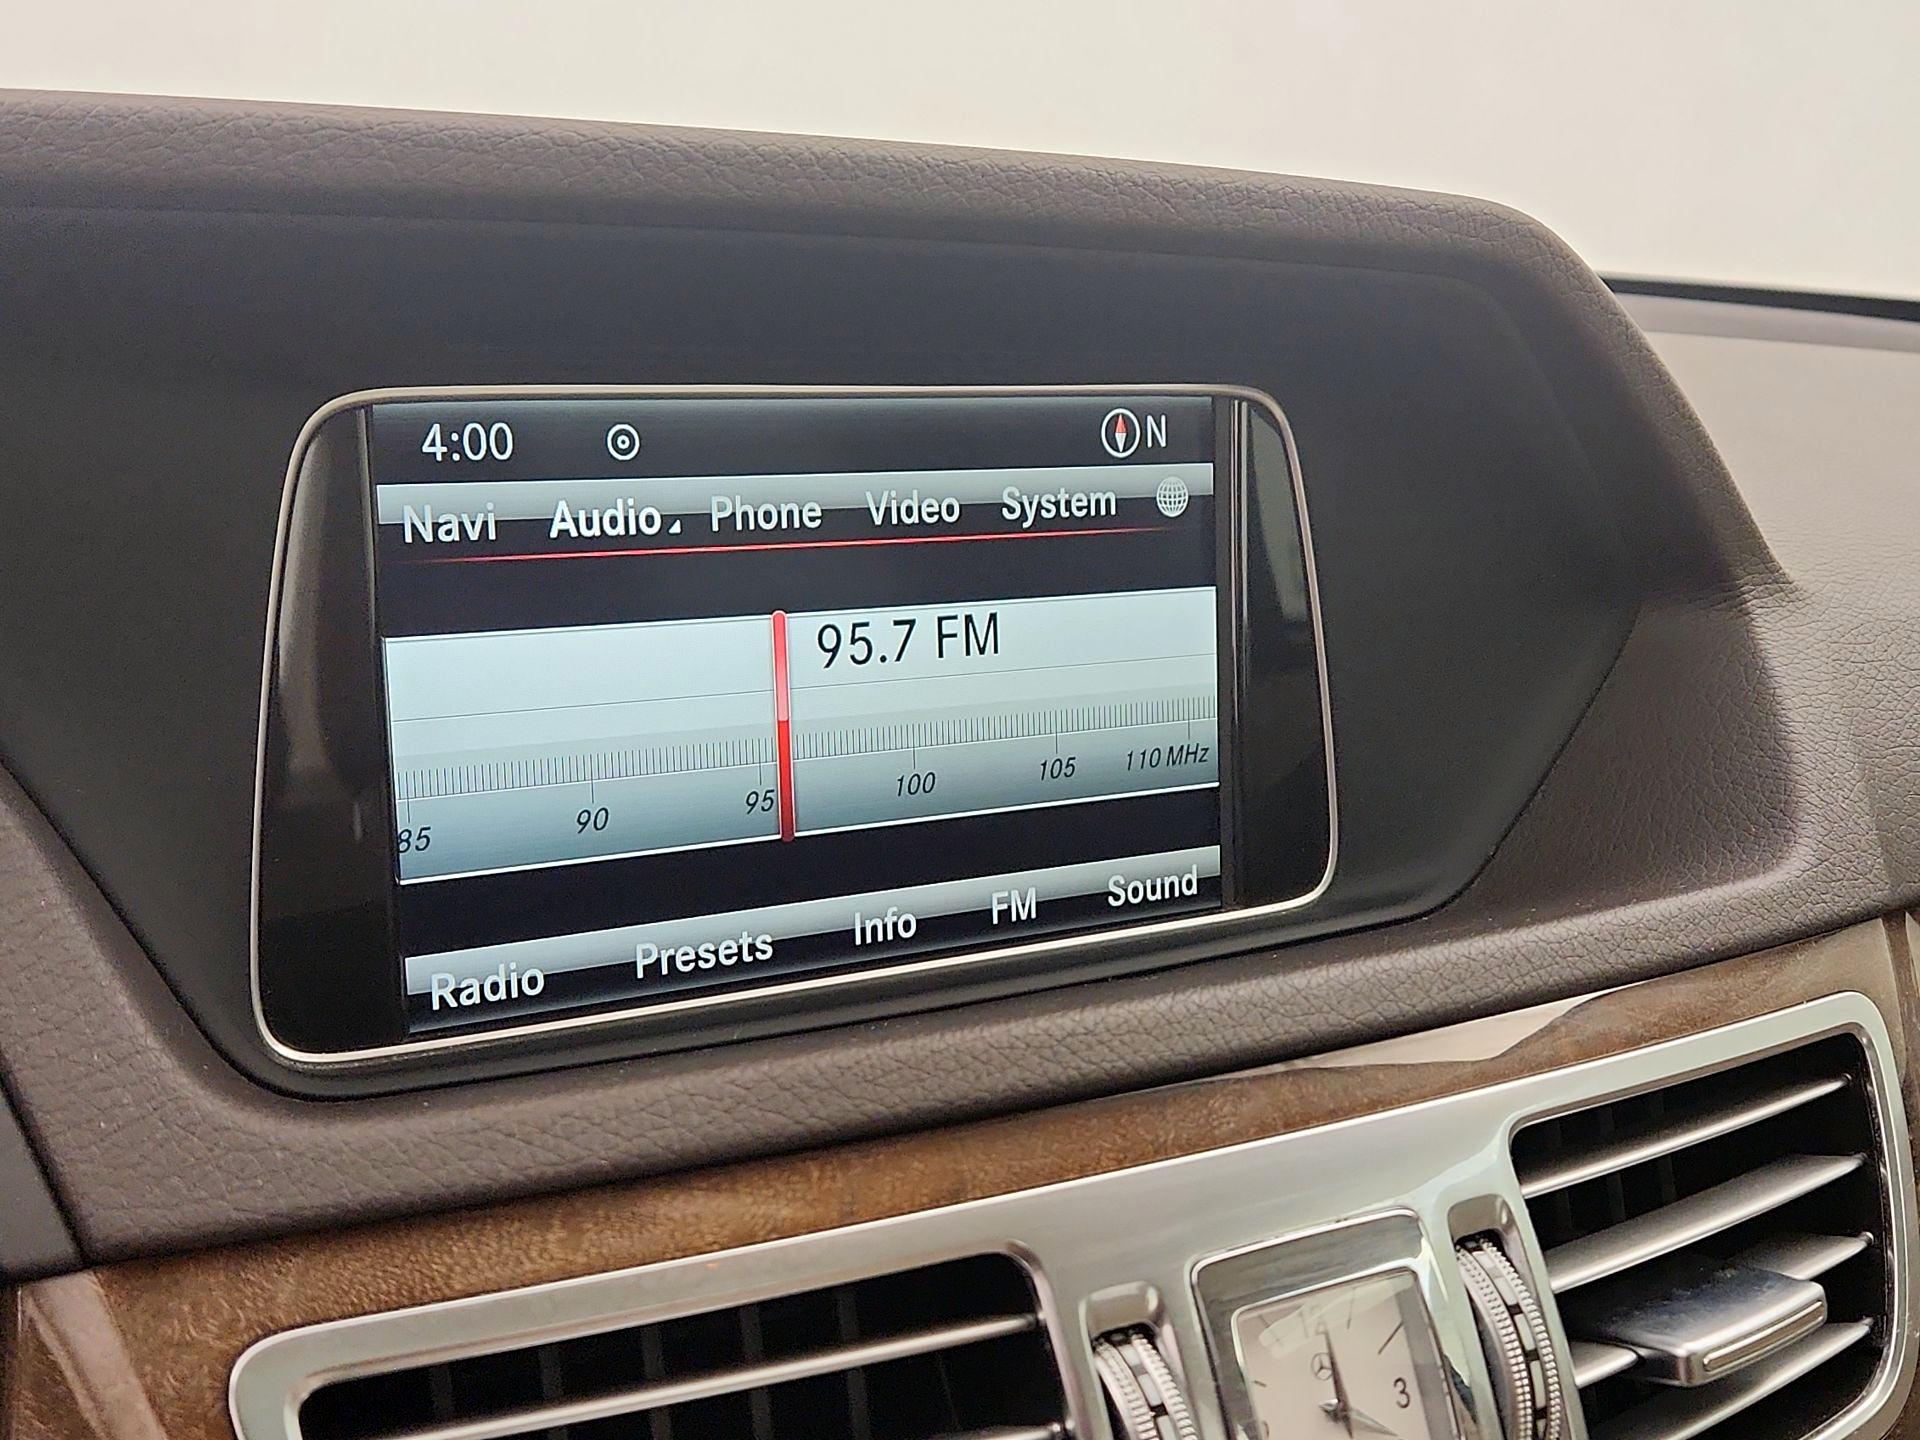 4:00 N
Navi Audio Phone Video System
95.7 FM
85 90 95 100 105 110 MHz
Radio Presets Info FM Sound
12
3